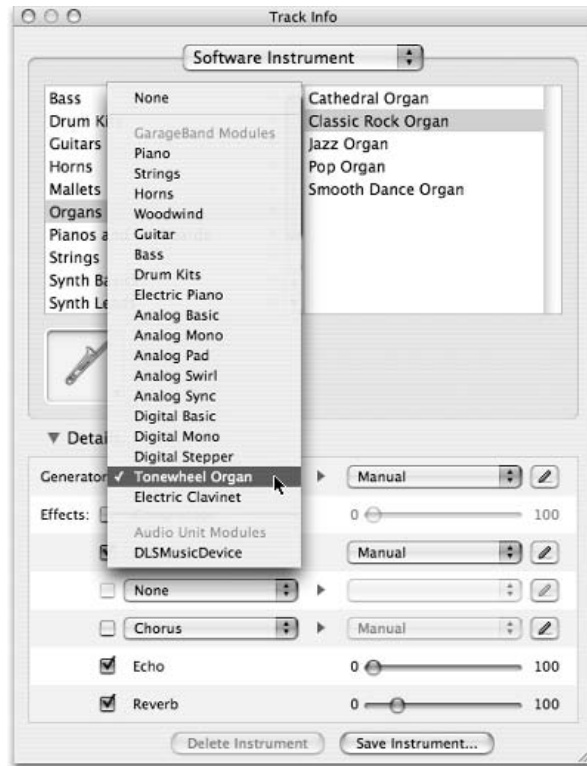 Track Info
Software Instrument
Bass
Drum Ki
Guitars
Horns
Mallets
Organs
Pianos a
Strings
Synth Ba
Synth Le
Cathedral Organ
Classic Rock Organ
Jazz Organ
Pop Organ
Smooth Dance Organ
None
GarageBand Modules
Piano
Strings
Horns
Woodwind
Guitar
Bass
Drum Kits
Electric Piano
Analog Basic
Analog Mono
Analog Pad
Analog Swirl
Analog Sync
Digital Basic
Digital Mono
Digital Stepper
✓ Tonewheel Organ
Electric Clavinet
Audio Unit Modules
DLSMusicDevice
Detai
Generator
Manual
Effects:
0 100
Manual
None
Chorus
Manual
Echo
0 100
Reverb
0 100
Delete Instrument
Save Instrument...